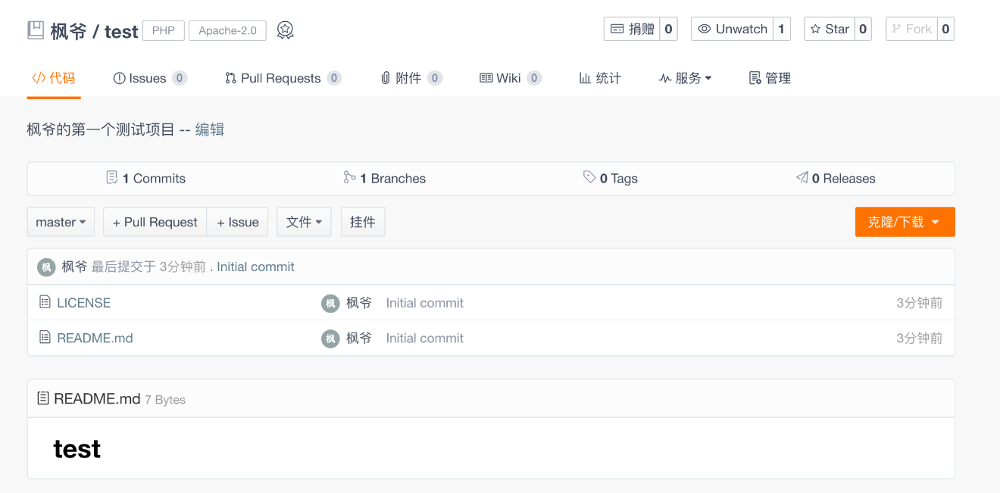 枫爷 / test PHP Apache-2.0 捐赠 0 Unwatch 1 Star 0 Fork 0
代码 Issues 0 Pull Requests 0 附件 0 Wiki 0 统计 服务 管理
枫爷的第一个测试项目 -- 编辑
1 Commits 1 Branches 0 Tags 0 Releases
master + Pull Request + Issue 文件 挂件 克隆/下载
枫 枫爷 最后提交于 3分钟前 . Initial commit
LICENSE 枫 枫爷 Initial commit 3分钟前
README.md 枫 枫爷 Initial commit 3分钟前
README.md 7 Bytes
test